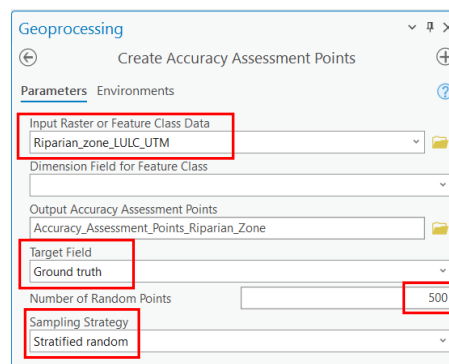 Geoprocessing
Create Accuracy Assessment Points
Parameters Environments
Input Raster or Feature Class Data
Riparian_zone_LULC_UTM
Dimension Field for Feature Class
Output Accuracy Assessment Points
Accuracy_Assessment_Points_Riparian_Zone
Target Field
Ground truth
Number of Random Points 500
Sampling Strategy
Stratified random